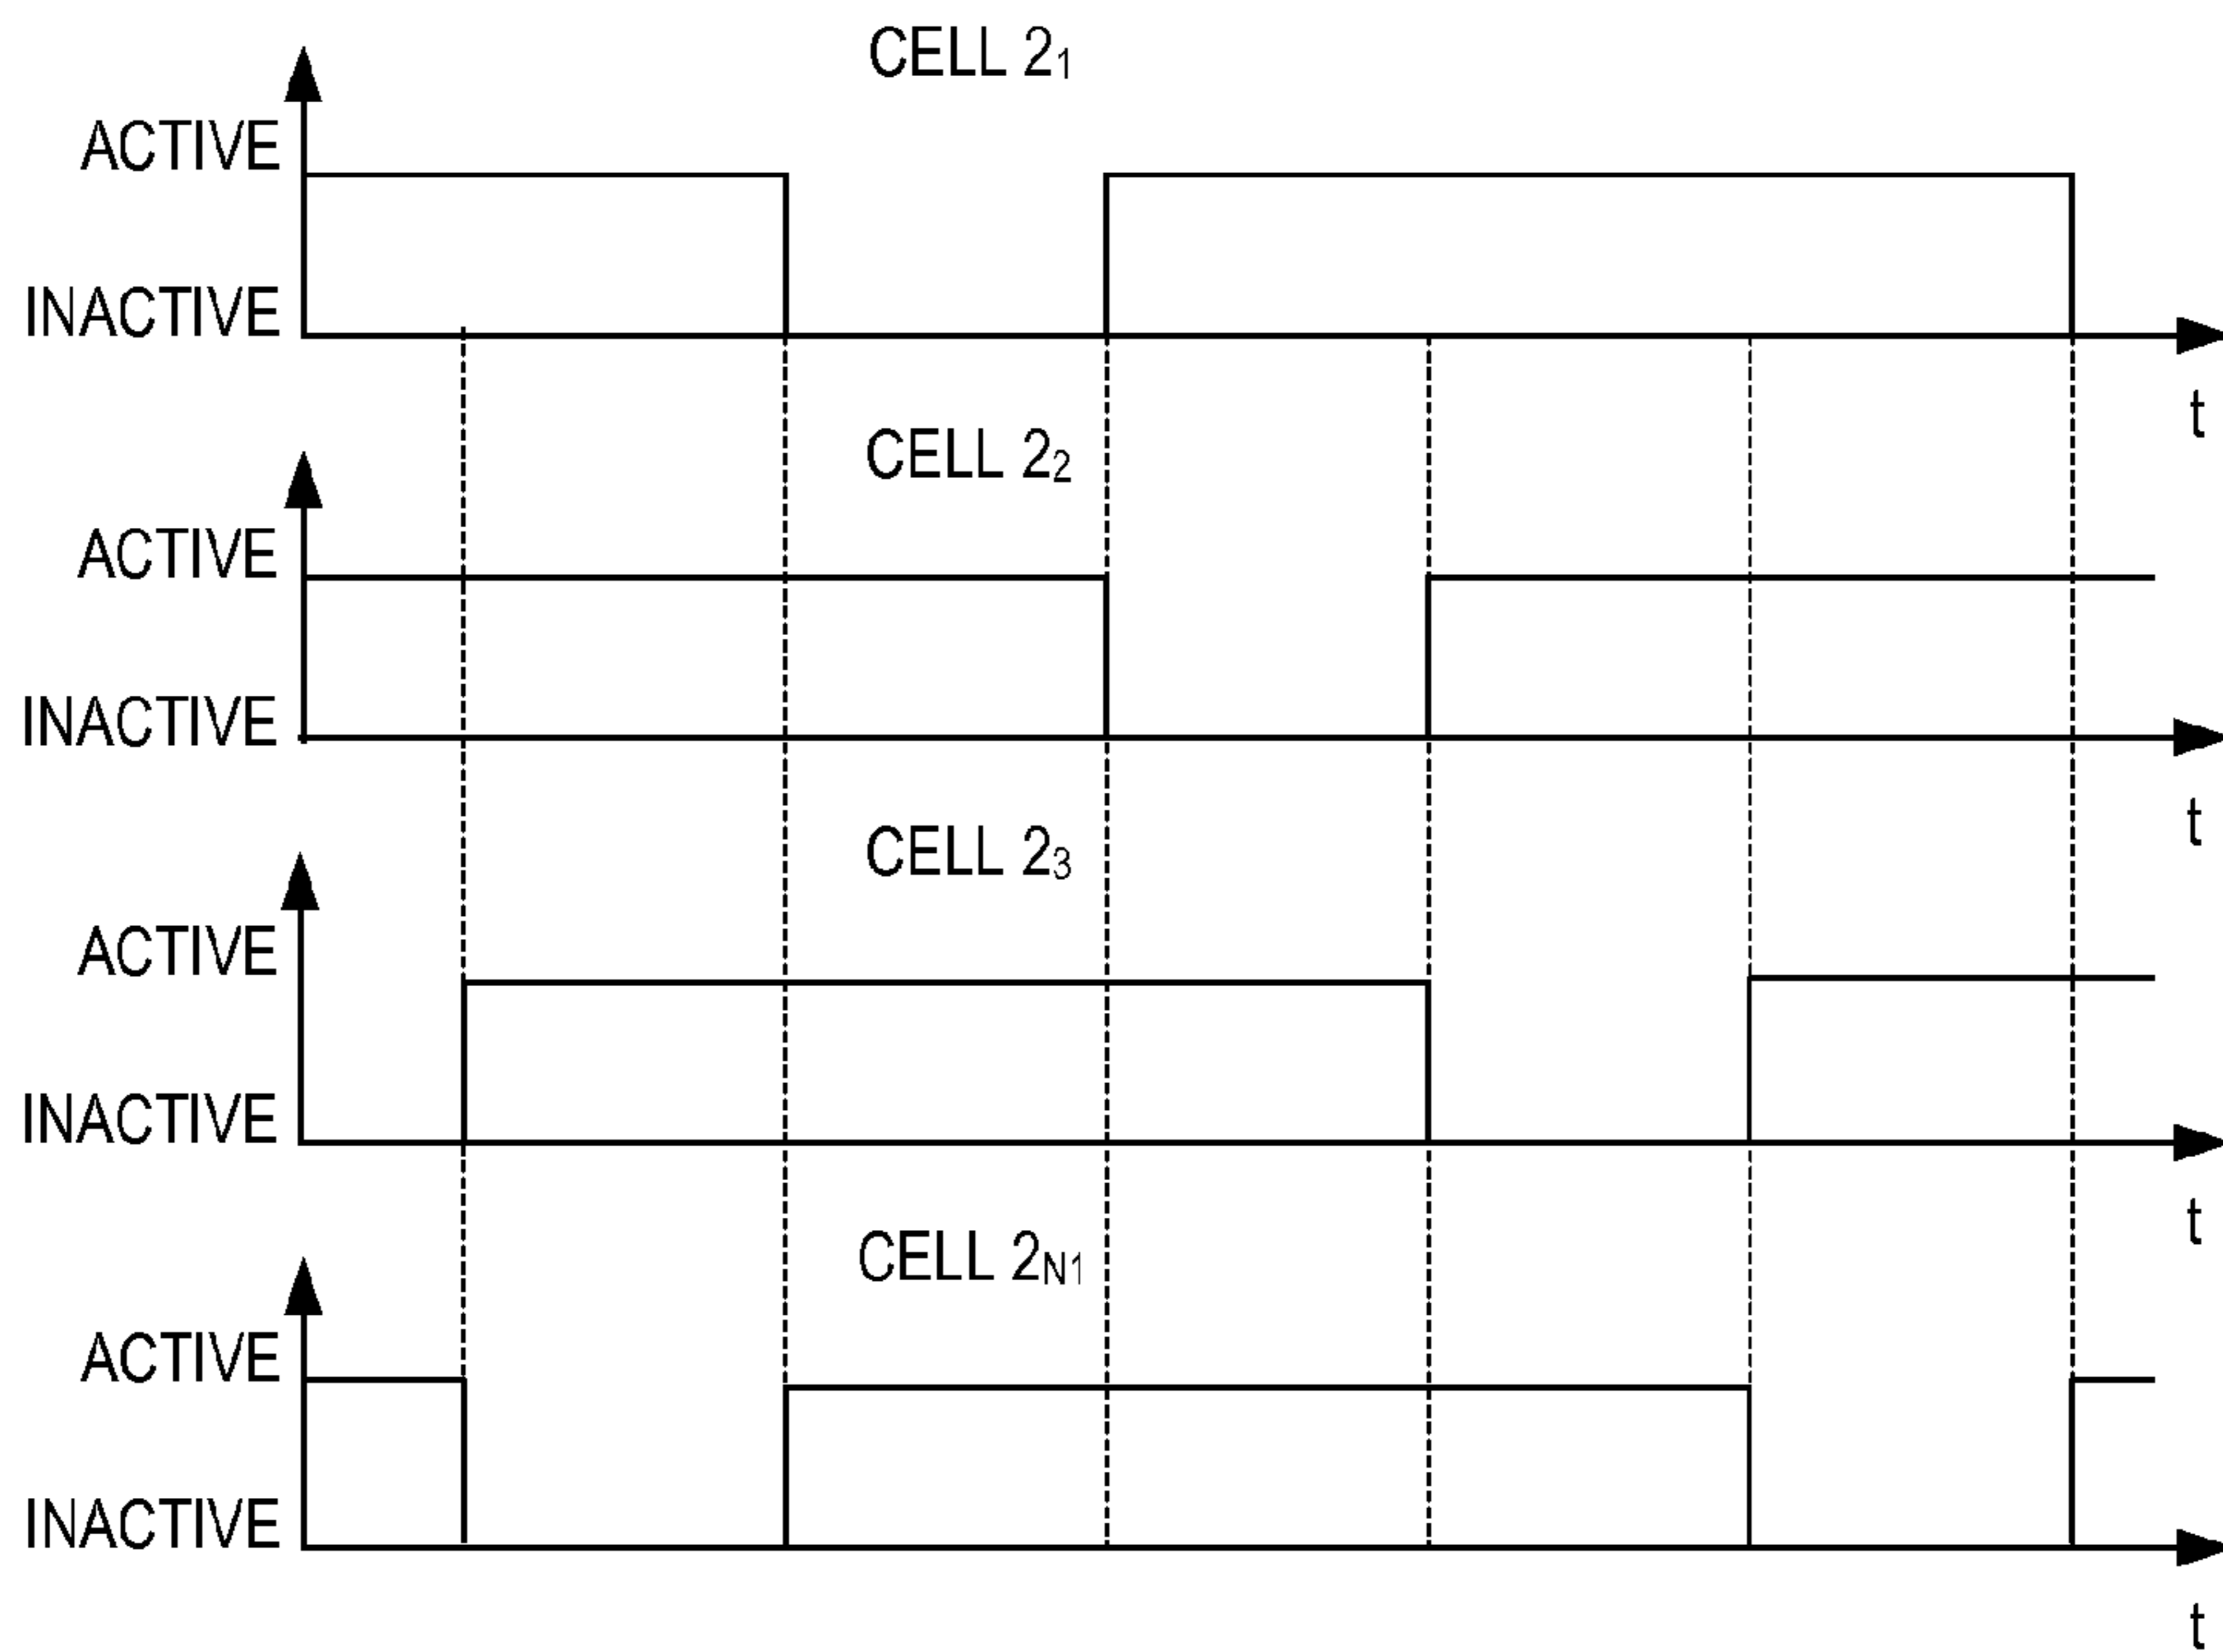 CELL 2₁
ACTIVE
INACTIVE
t
CELL 2₂
ACTIVE
INACTIVE
t
CELL 2₃
ACTIVE
INACTIVE
t
CELL 2N1
ACTIVE
INACTIVE
t